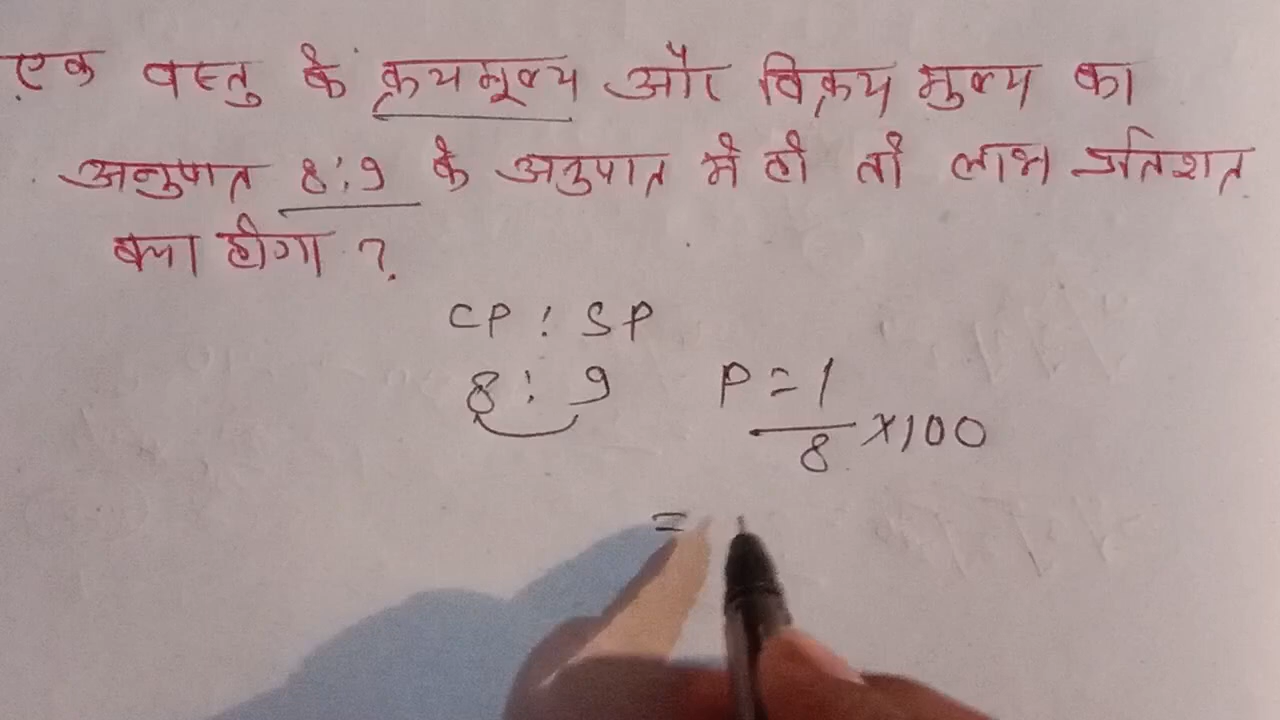 एक वस्तु के क्रयमूल्य और विक्रय मुल्य का
अनुपात 8:9 के अनुपात मे हो तो लाभ प्रतिशत
क्या होगा ?
CP : SP
8 : 9 P = 1
8 ×100
=